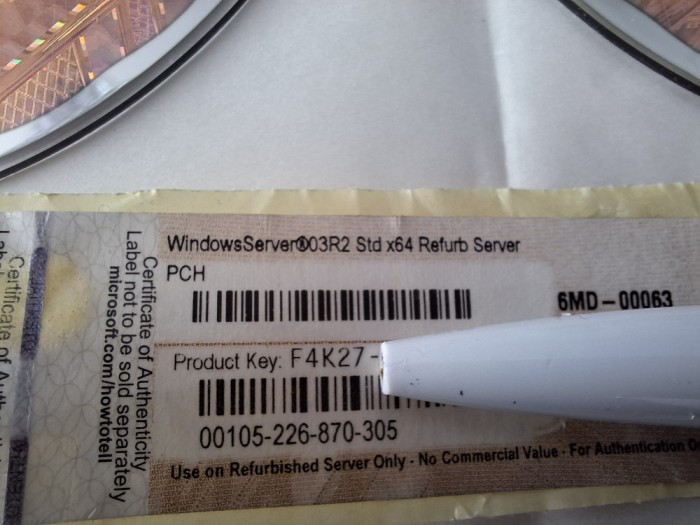 WindowsServer®03R2 Std x64 Refurb Server
PCH
6MD-00063
Product Key: F4K27-
00105-226-870-305
Use on Refurbished Server Only - No Commercial Value - For Authentication
Certificate of Authenticity
Label not to be sold separately
microsoft.com/howtotell
Certificate of